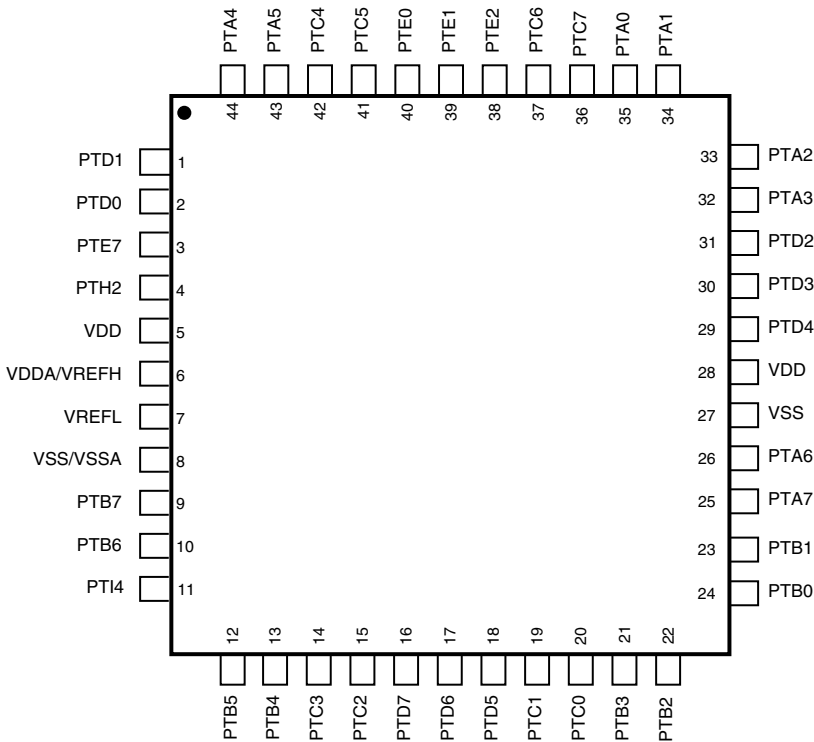 PTA4 PTA5 PTC4 PTC5 PTE0 PTE1 PTE2 PTC6 PTC7 PTA0 PTA1
44 43 42 41 40 39 38 37 36 35 34
PTD1 1 33 PTA2
PTD0 2 32 PTA3
PTE7 3 31 PTD2
PTH2 4 30 PTD3
VDD 5 29 PTD4
VDDA/VREFH 6 28 VDD
VREFL 7 27 VSS
VSS/VSSA 8 26 PTA6
PTB7 9 25 PTA7
PTB6 10 23 PTB1
PTI4 11 24 PTB0
12 13 14 15 16 17 18 19 20 21 22
PTB5 PTB4 PTC3 PTC2 PTD7 PTD6 PTD5 PTC1 PTC0 PTB3 PTB2